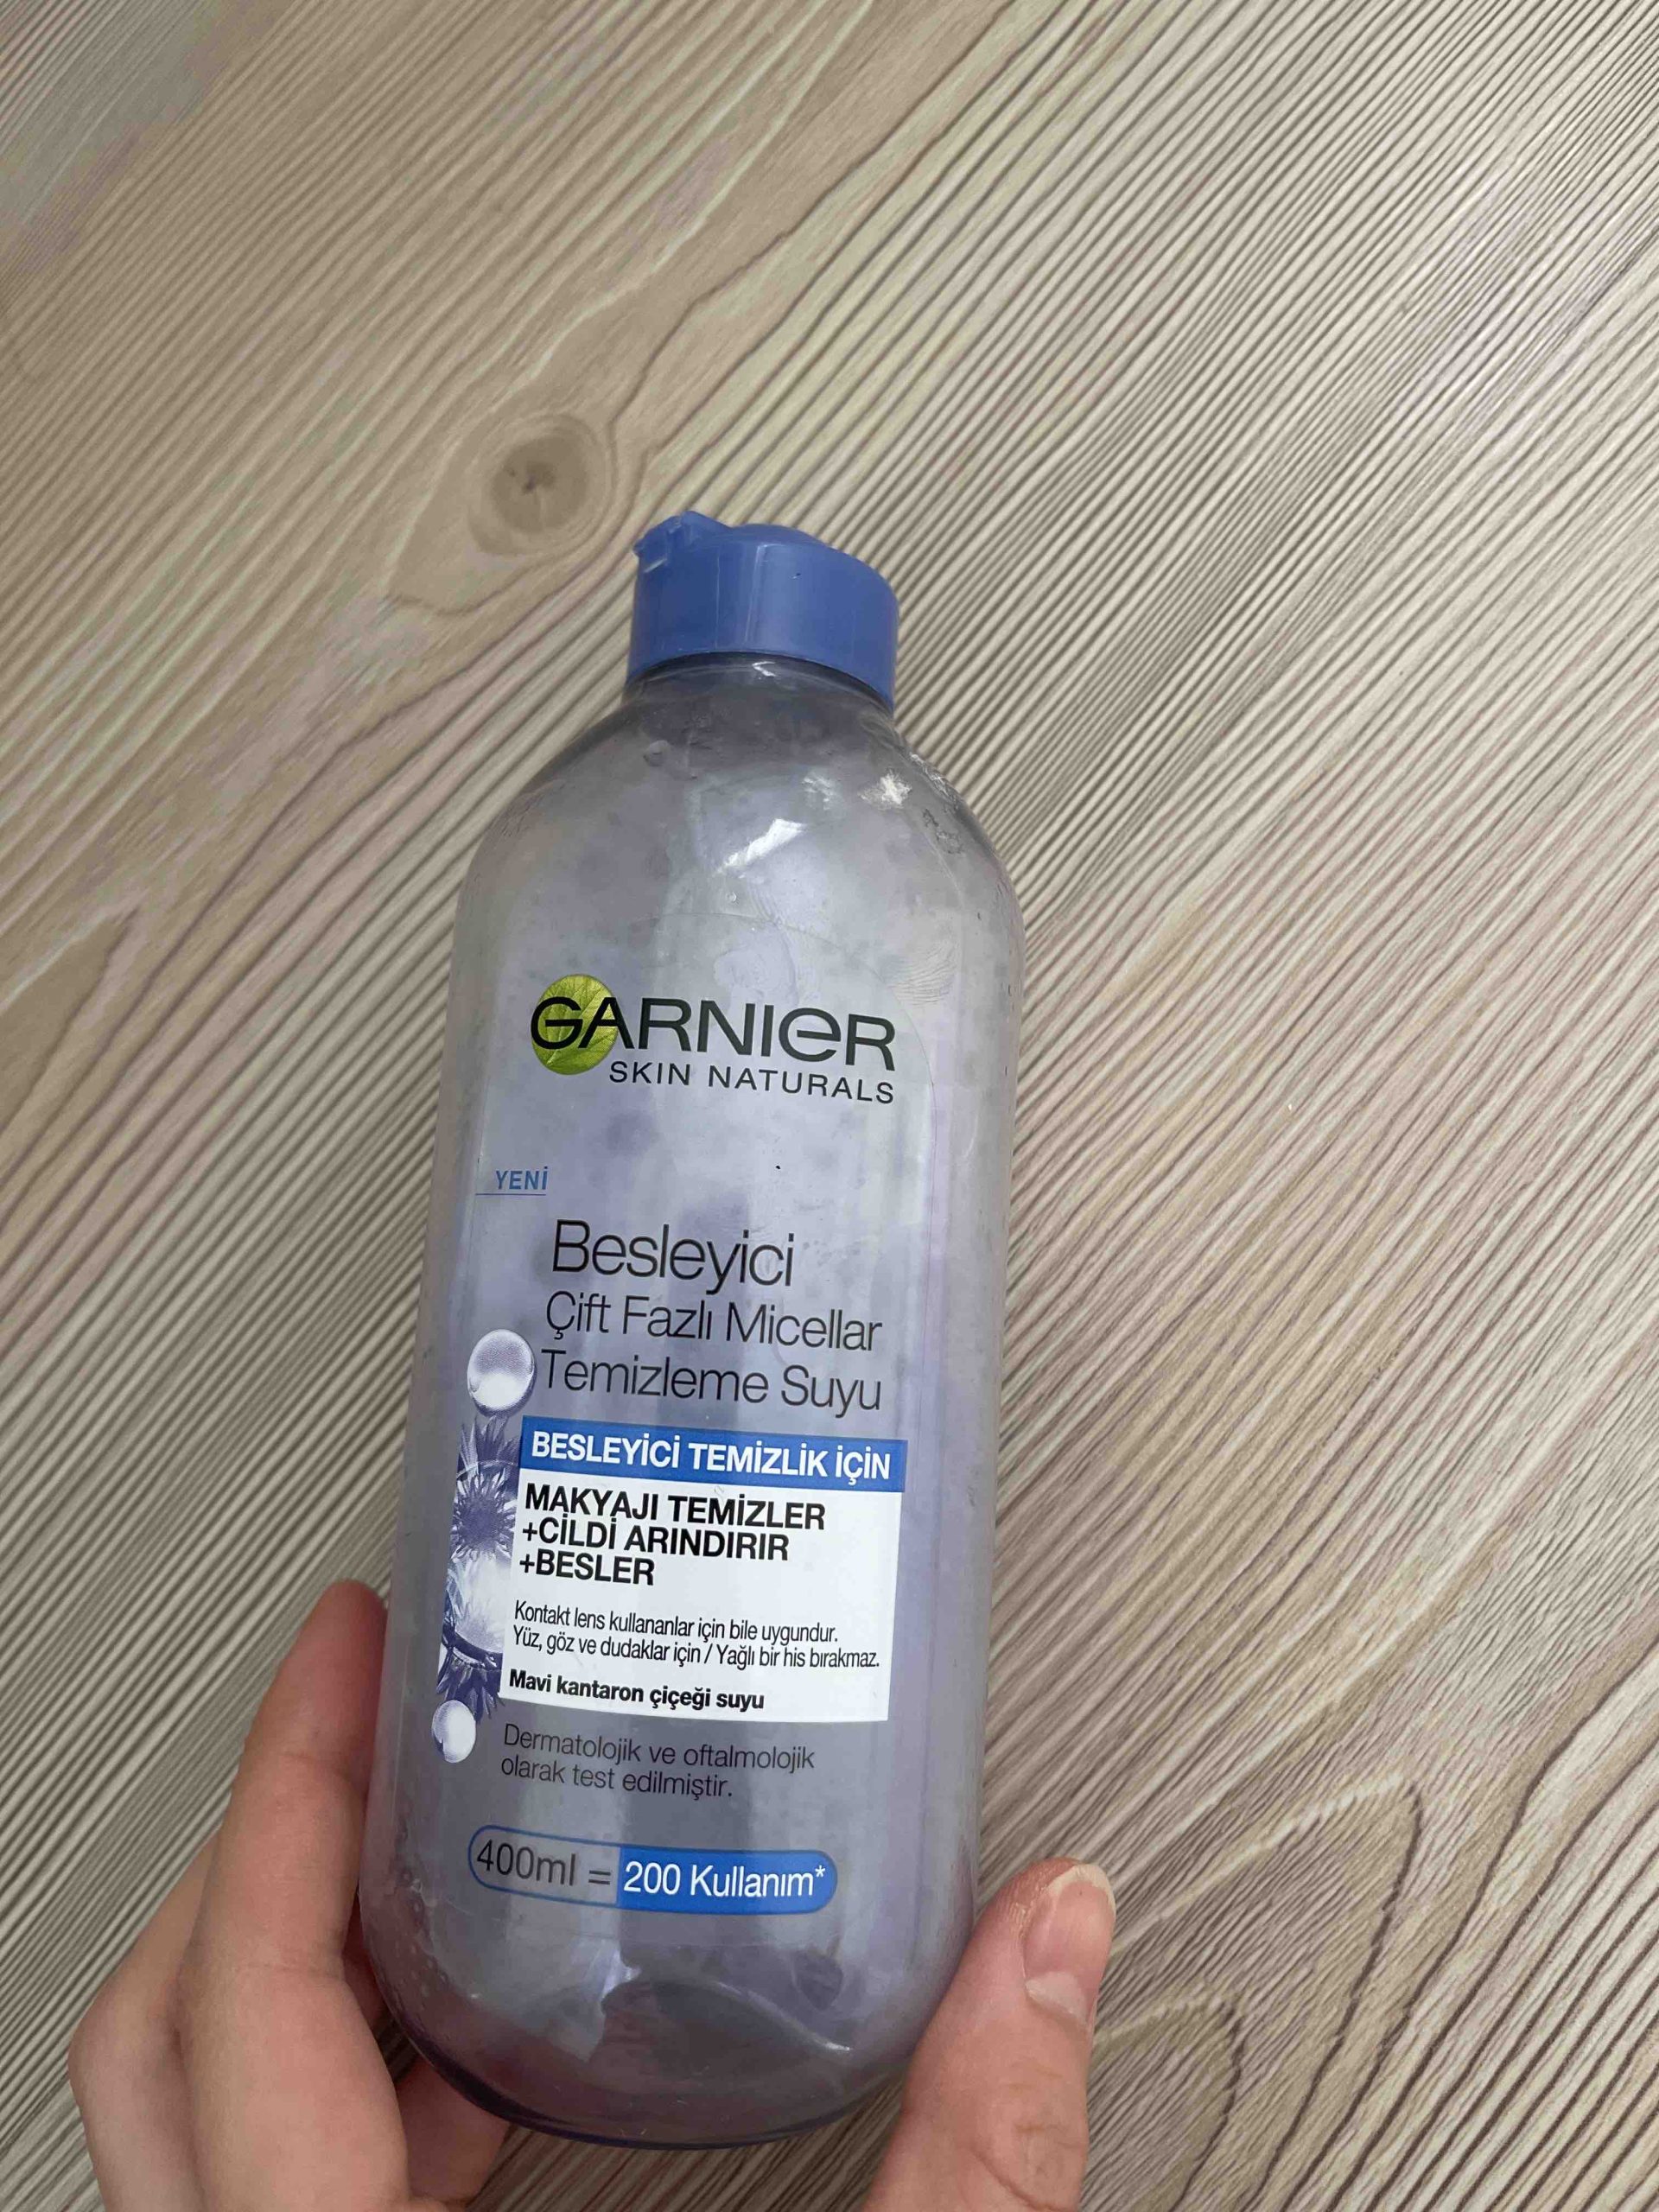 GARNIER
SKIN NATURALS
YENİ
Besleyici
Çift Fazlı Micellar
Temizleme Suyu
BESLEYİCİ TEMİZLİK İÇİN
MAKYAJI TEMİZLER
+CİLDİ ARINDIRIR
+BESLER
Kontakt lens kullananlar için bile uygundur.
Yüz, göz ve dudaklar için / Yağlı bir his bırakmaz.
Mavi kantaron çiçeği suyu
Dermatolojik ve oftalmolojik
olarak test edilmiştir.
400ml = 200 Kullanım*